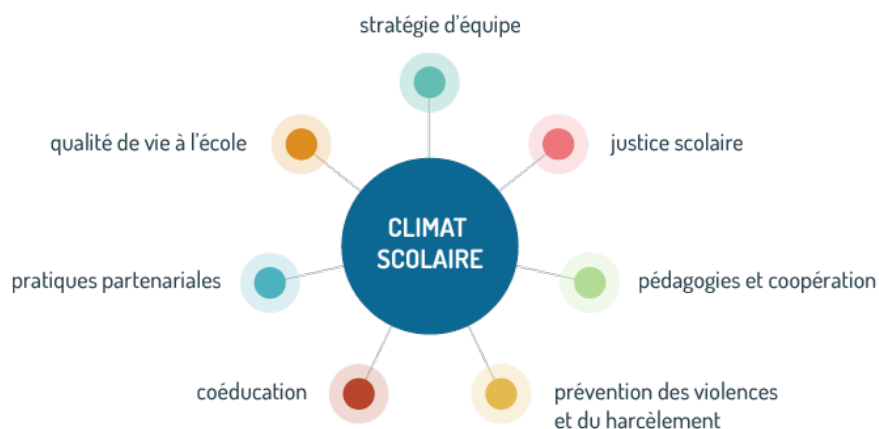 stratégie d'équipe
qualité de vie à l'école
justice scolaire
CLIMAT
SCOLAIRE
pratiques partenariales
pédagogies et coopération
coéducation
prévention des violences
et du harcèlement